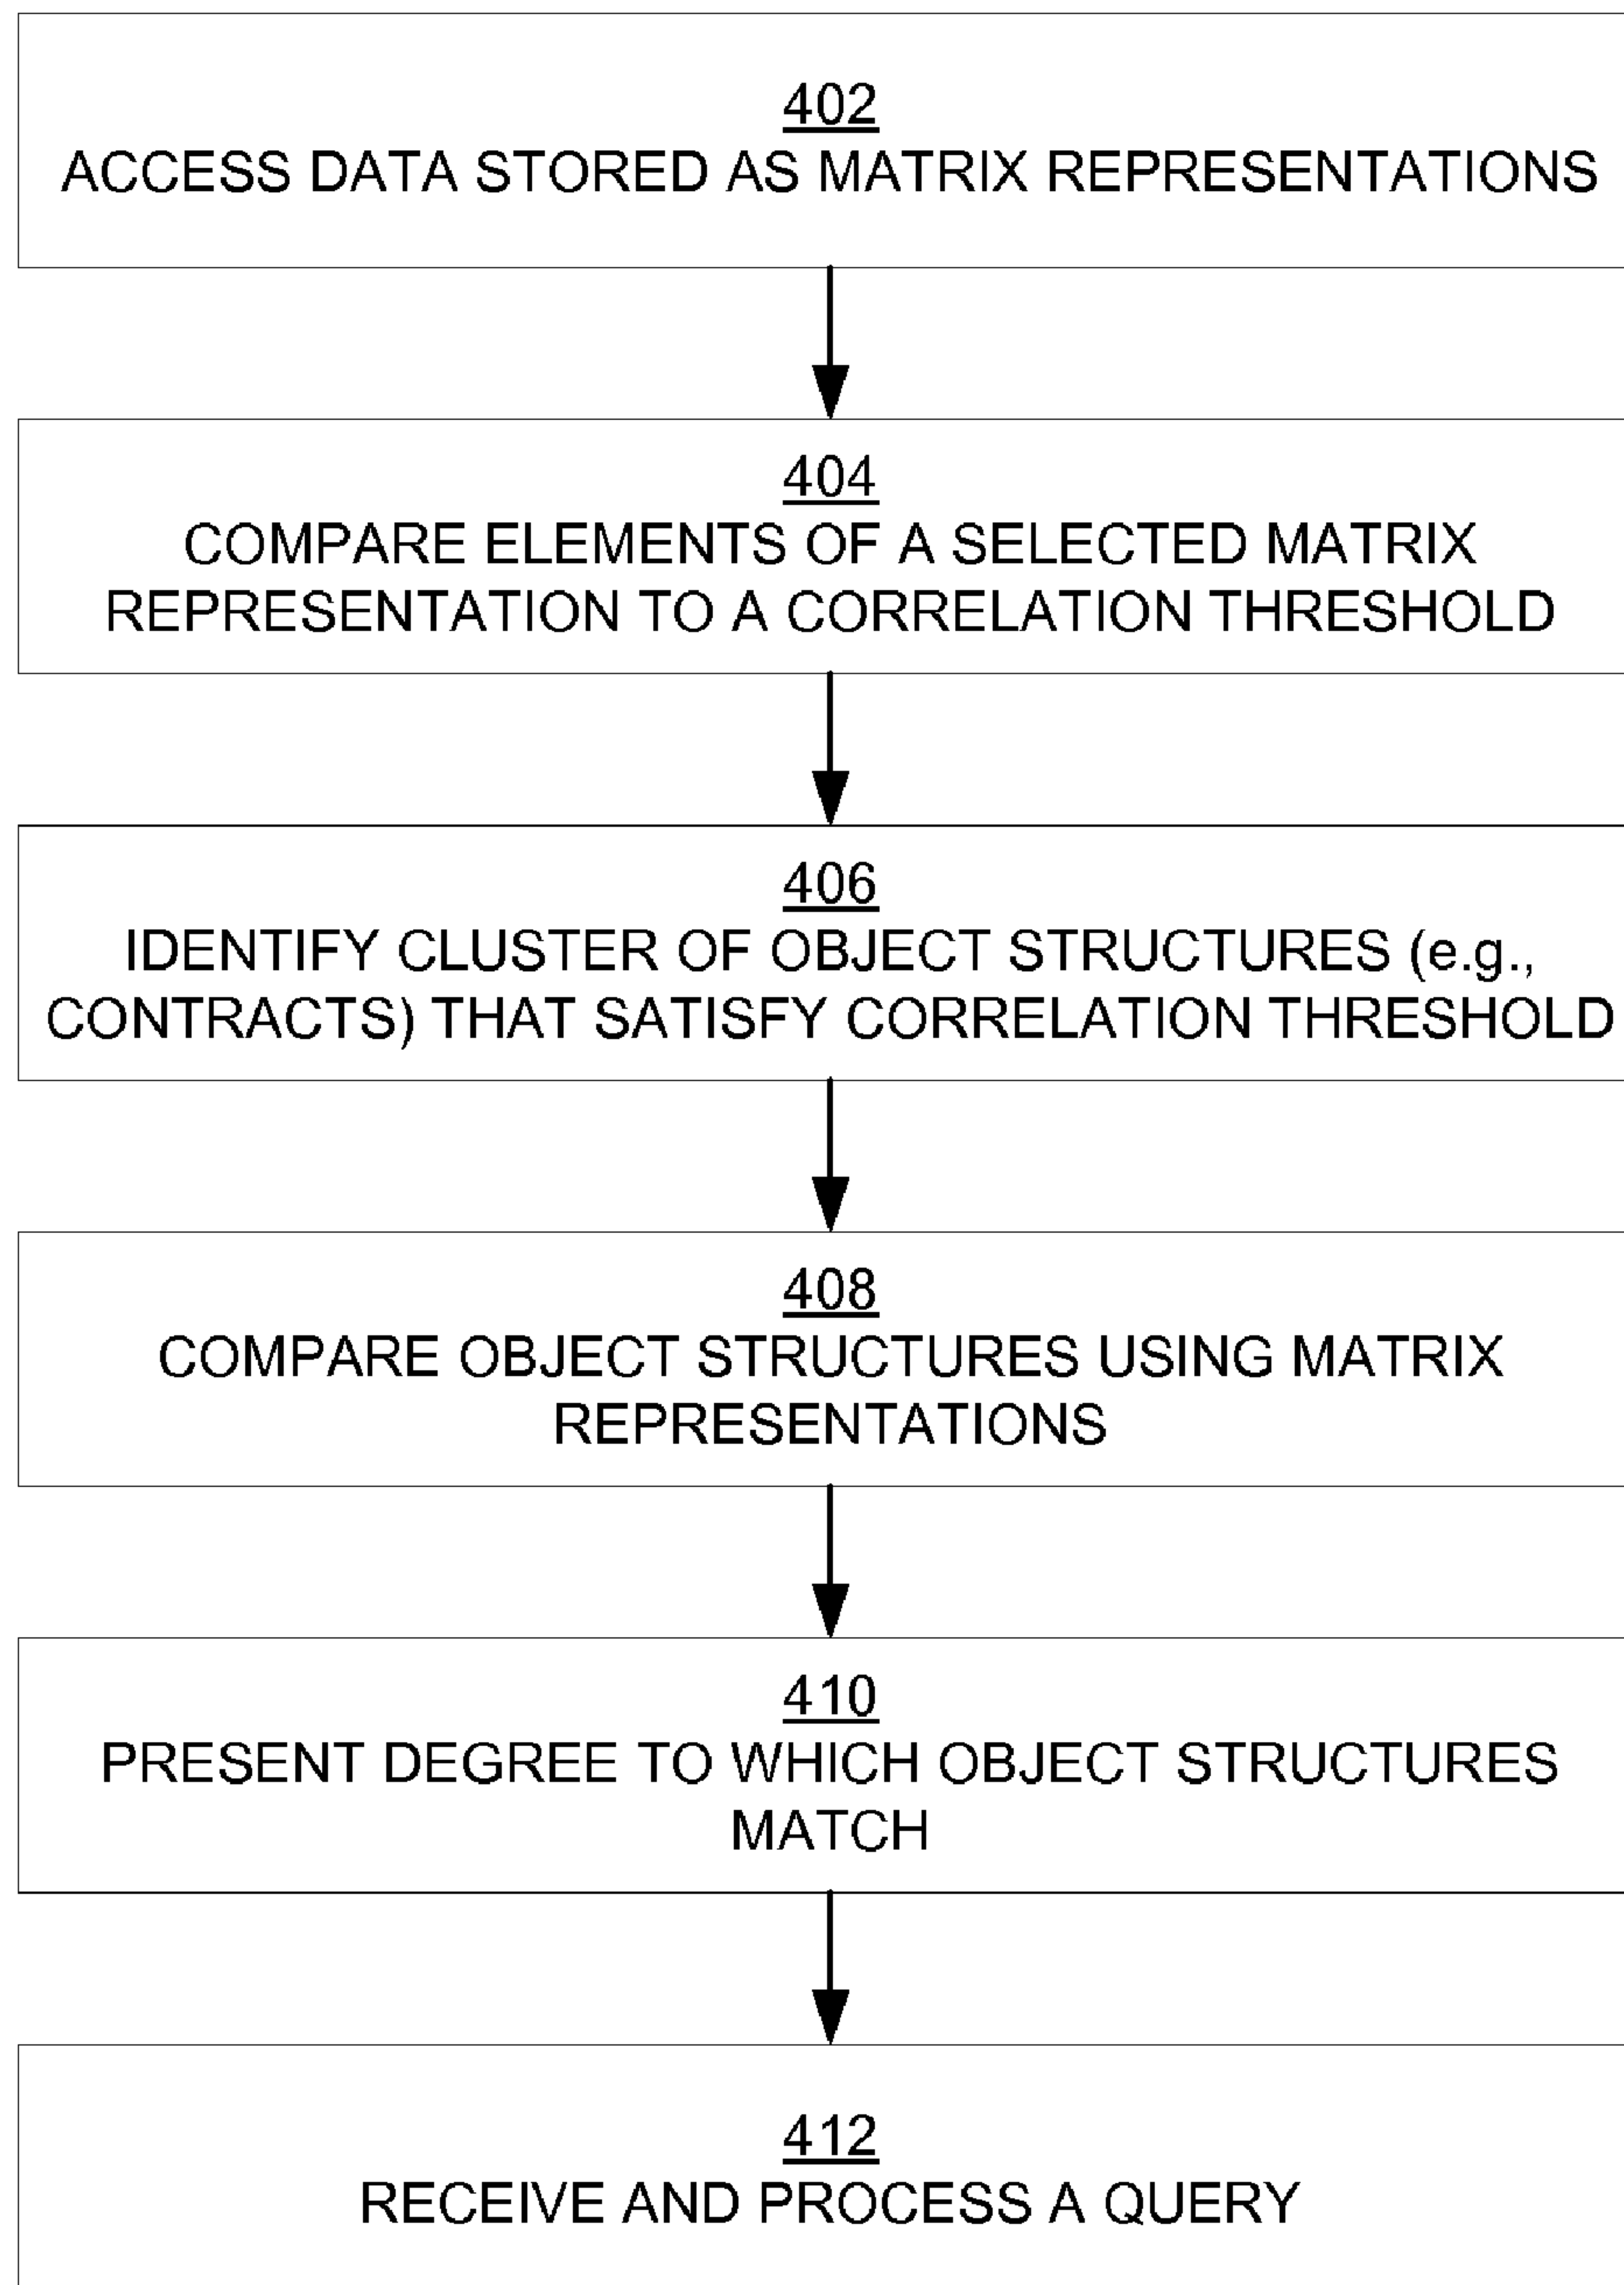 402
ACCESS DATA STORED AS MATRIX REPRESENTATIONS
404
COMPARE ELEMENTS OF A SELECTED MATRIX
REPRESENTATION TO A CORRELATION THRESHOLD
406
IDENTIFY CLUSTER OF OBJECT STRUCTURES (e.g.,
CONTRACTS) THAT SATISFY CORRELATION THRESHOLD
408
COMPARE OBJECT STRUCTURES USING MATRIX
REPRESENTATIONS
410
PRESENT DEGREE TO WHICH OBJECT STRUCTURES
MATCH
412
RECEIVE AND PROCESS A QUERY